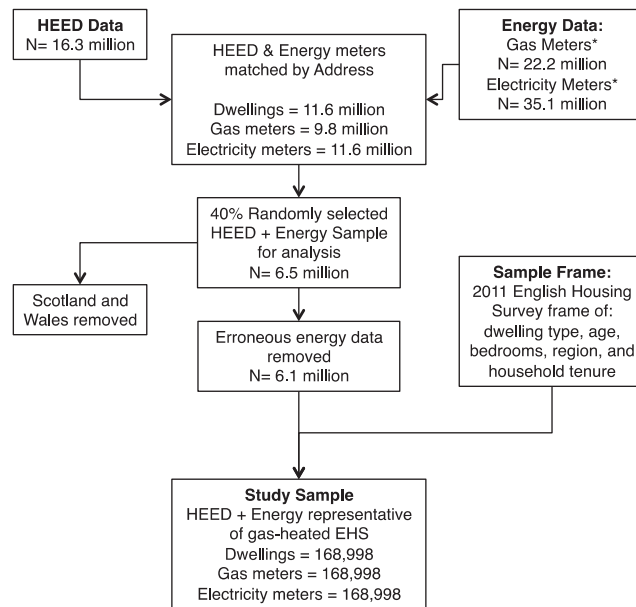 HEED Data
N= 16.3 million
HEED & Energy meters
matched by Address
Dwellings = 11.6 million
Gas meters = 9.8 million
Electricity meters = 11.6 million
Energy Data:
Gas Meters*
N= 22.2 million
Electricity Meters*
N= 35.1 million
40% Randomly selected
HEED + Energy Sample
for analysis
N= 6.5 million
Scotland and
Wales removed
Erroneous energy data
removed
N= 6.1 million
Sample Frame:
2011 English Housing
Survey frame of:
dwelling type, age,
bedrooms, region, and
household tenure
Study Sample
HEED + Energy representative
of gas-heated EHS
Dwellings = 168,998
Gas meters = 168,998
Electricity meters = 168,998